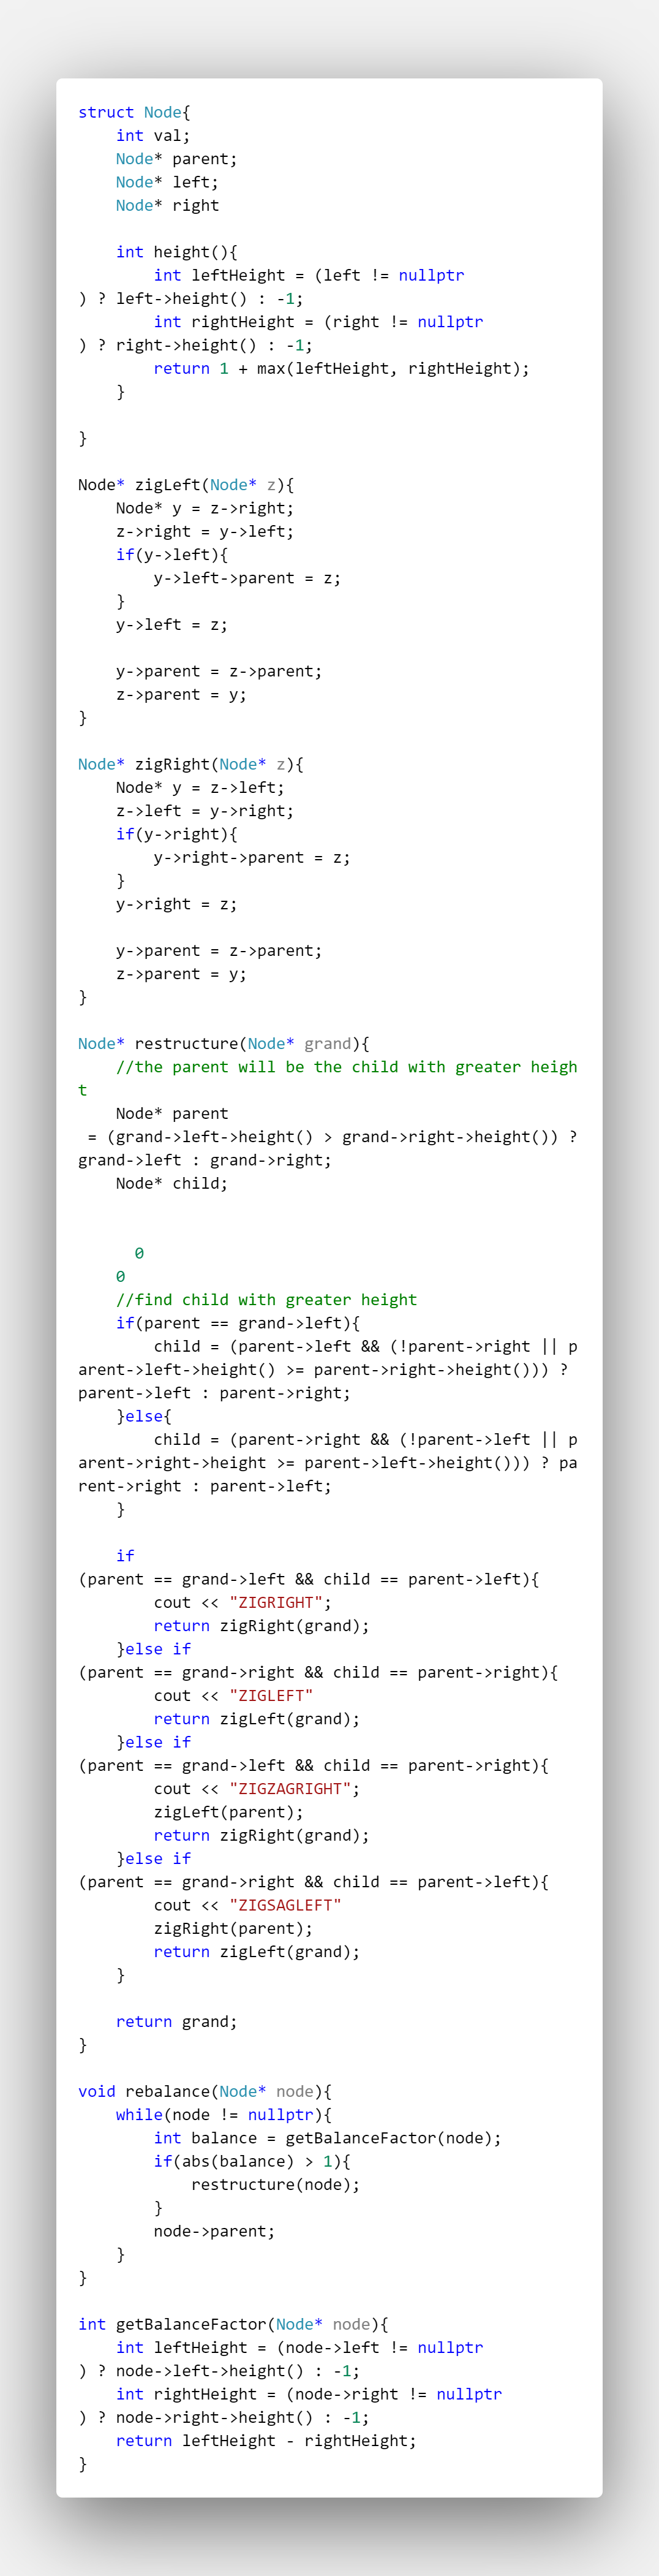 struct Node{
    int val;
    Node* parent;
    Node* left;
    Node* right

    int height(){
        int leftHeight = (left != nullptr
) ? left->height() : -1;
        int rightHeight = (right != nullptr
) ? right->height() : -1;
        return 1 + max(leftHeight, rightHeight);
    }

}

Node* zigLeft(Node* z){
    Node* y = z->right;
    z->right = y->left;
    if(y->left){
        y->left->parent = z;
    }
    y->left = z;

    y->parent = z->parent;
    z->parent = y;
}

Node* zigRight(Node* z){
    Node* y = z->left;
    z->left = y->right;
    if(y->right){
        y->right->parent = z;
    }
    y->right = z;

    y->parent = z->parent;
    z->parent = y;
}

Node* restructure(Node* grand){
    //the parent will be the child with greater heigh
t
    Node* parent
 = (grand->left->height() > grand->right->height()) ?
grand->left : grand->right;
    Node* child;


      0
    0
    //find child with greater height
    if(parent == grand->left){
        child = (parent->left && (!parent->right || p
arent->left->height() >= parent->right->height())) ?
parent->left : parent->right;
    }else{
        child = (parent->right && (!parent->left || p
arent->right->height >= parent->left->height())) ? pa
rent->right : parent->left;
    }

    if
(parent == grand->left && child == parent->left){
        cout << "ZIGRIGHT";
        return zigRight(grand);
    }else if
(parent == grand->right && child == parent->right){
        cout << "ZIGLEFT"
        return zigLeft(grand);
    }else if
(parent == grand->left && child == parent->right){
        cout << "ZIGZAGRIGHT";
        zigLeft(parent);
        return zigRight(grand);
    }else if
(parent == grand->right && child == parent->left){
        cout << "ZIGSAGLEFT"
        zigRight(parent);
        return zigLeft(grand);
    }

    return grand;
}

void rebalance(Node* node){
    while(node != nullptr){
        int balance = getBalanceFactor(node);
        if(abs(balance) > 1){
            restructure(node);
        }
        node->parent;
    }
}

int getBalanceFactor(Node* node){
    int leftHeight = (node->left != nullptr
) ? node->left->height() : -1;
    int rightHeight = (node->right != nullptr
) ? node->right->height() : -1;
    return leftHeight - rightHeight;
}